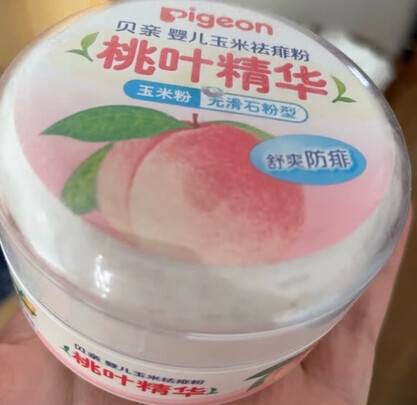 Pigeon
贝亲 婴儿玉米祛痱粉
桃叶精华
玉米粉 无滑石粉型
舒爽防痱
贝亲 婴儿玉米祛痱粉
桃叶精华